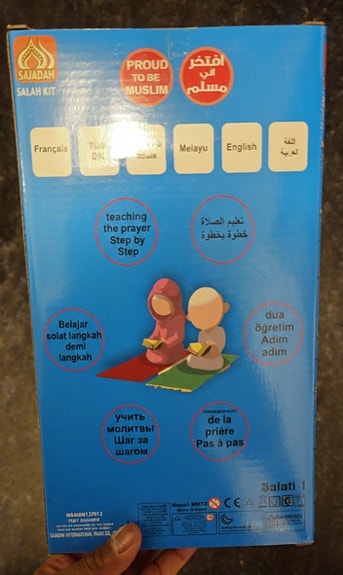 SAJADAH
SALAH KIT
PROUD
TO BE
MUSLIM
افتخر
إني
مسلم
Français
Melayu
English
اللغة
العربية
teaching
the prayer
Step by
Step
تعليم الصلاة
خطوة بخطوة
Belajar
solat langkah
demi
langkah
dua
öğretim
Adım
adım
учить
молитвы
Шаг за
шагом
de la
prière
Pas à pas
Salati 1
CE